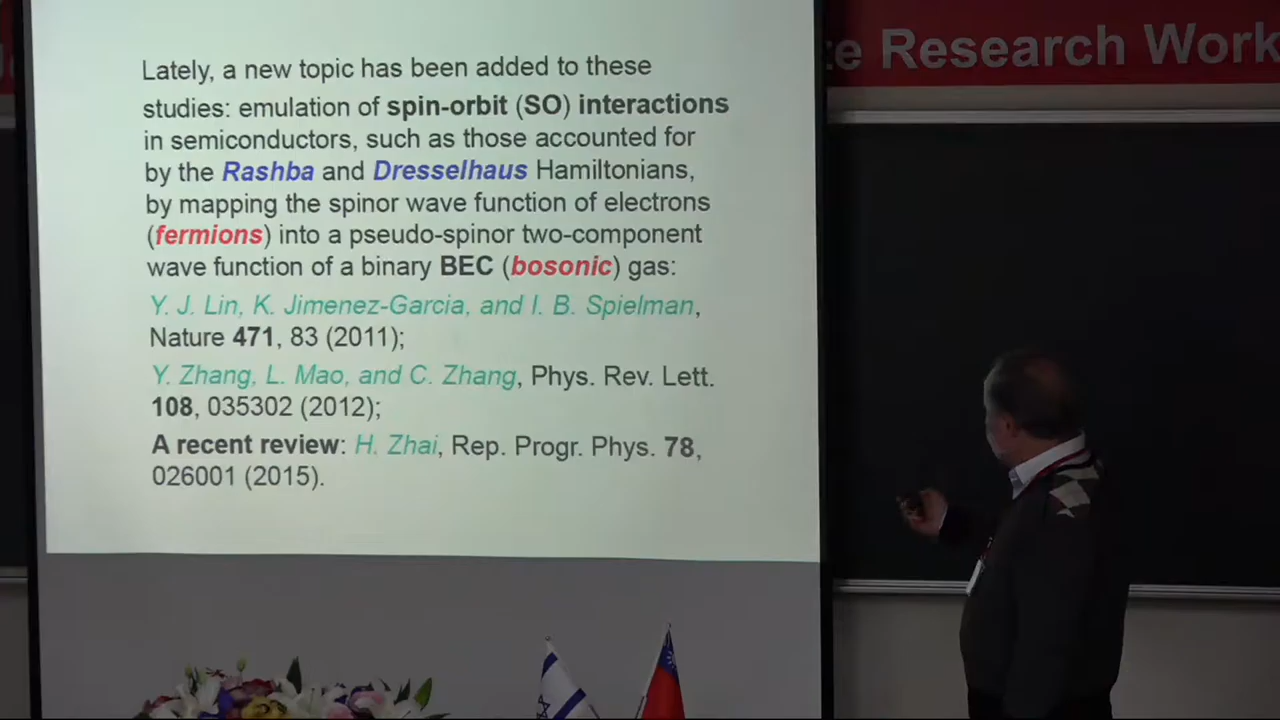 Lately, a new topic has been added to these
studies: emulation of spin-orbit (SO) interactions
in semiconductors, such as those accounted for
by the Rashba and Dresselhaus Hamiltonians,
by mapping the spinor wave function of electrons
(fermions) into a pseudo-spinor two-component
wave function of a binary BEC (bosonic) gas:
Y. J. Lin, K. Jimenez-Garcia, and I. B. Spielman,
Nature 471, 83 (2011);
Y. Zhang, L. Mao, and C. Zhang, Phys. Rev. Lett.
108, 035302 (2012);
A recent review: H. Zhai, Rep. Progr. Phys. 78,
026001 (2015).
Research